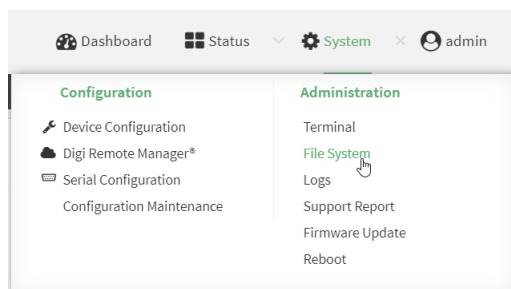 Dashboard Status System admin
Configuration
Device Configuration
Digi Remote Manager®
Serial Configuration
Configuration Maintenance
Administration
Terminal
File System
Logs
Support Report
Firmware Update
Reboot